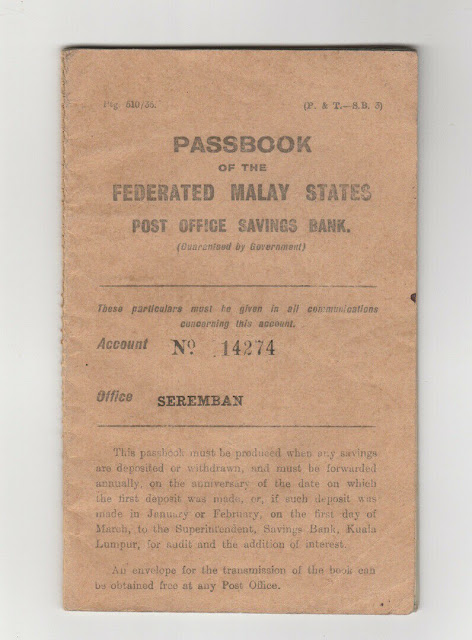 Png. 510/36. (P. & T.—S.B. 3)
PASSBOOK
OF THE
FEDERATED MALAY STATES
POST OFFICE SAVINGS BANK.
(Guaranteed by Government)
These particulars must be given in all communications
concerning this account.
Account No. 14274
Office SEREMBAN
This passbook must be produced when any savings
are deposited or withdrawn, and must be forwarded
annually, on the anniversary of the date on which
the first deposit was made, or, if such deposit was
made in January or February, on the first day of
March, to the Superintendent, Savings Bank, Kuala
Lumpur, for audit and the addition of interest.
An envelope for the transmission of the book can
be obtained free at any Post Office.